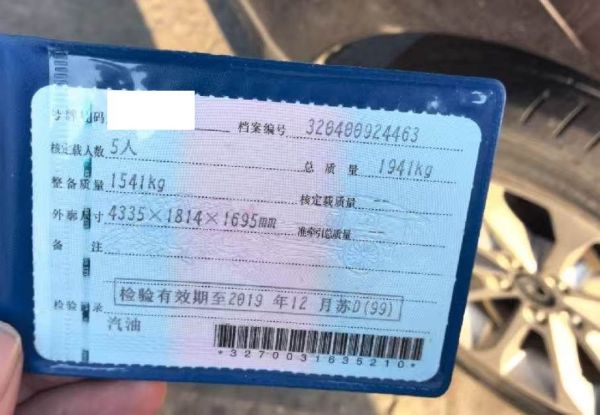 号牌号码
档案编号 320400924463
核定载人数 5人
总质量 1941kg
整备质量 1541kg
核定载质量 --
外廓尺寸 4335×1814×1695mm
准牵引总质量 --
备注
检验有效期至2019 年12 月苏D(99)
检验记录
汽油
*3270031635210*